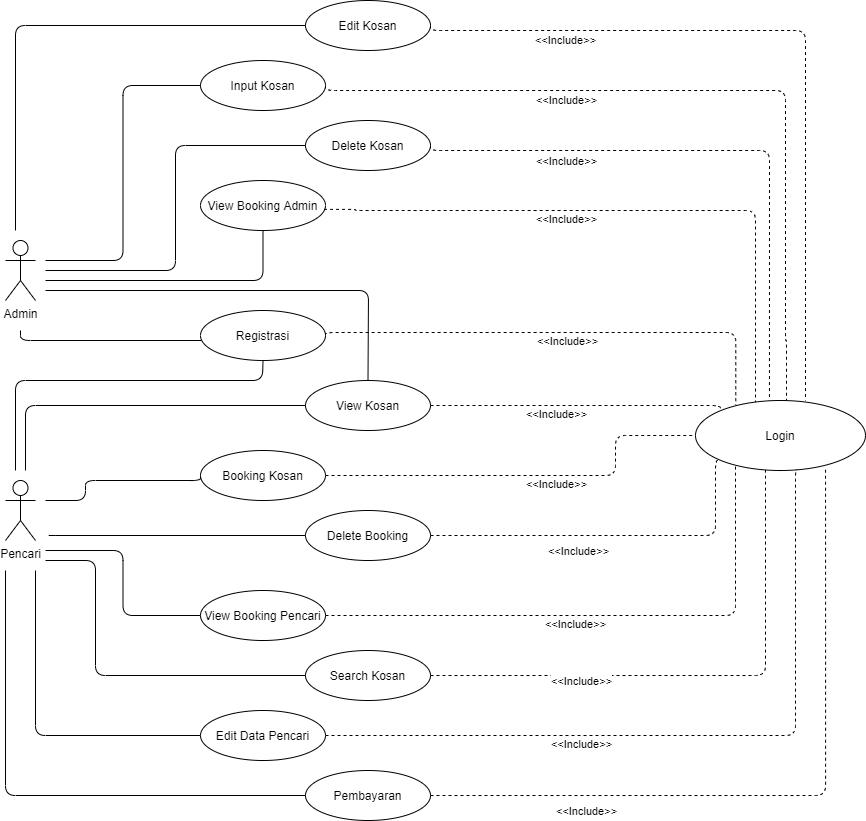 Edit Kosan
<<Include>>
Input Kosan
<<Include>>
Delete Kosan
<<Include>>
View Booking Admin
<<Include>>
Admin
Registrasi
<<Include>>
View Kosan
<<Include>>
Login
Booking Kosan
<<Include>>
Delete Booking
<<Include>>
Pencari
View Booking Pencari
<<Include>>
Search Kosan
<<Include>>
Edit Data Pencari
<<Include>>
Pembayaran
<<Include>>